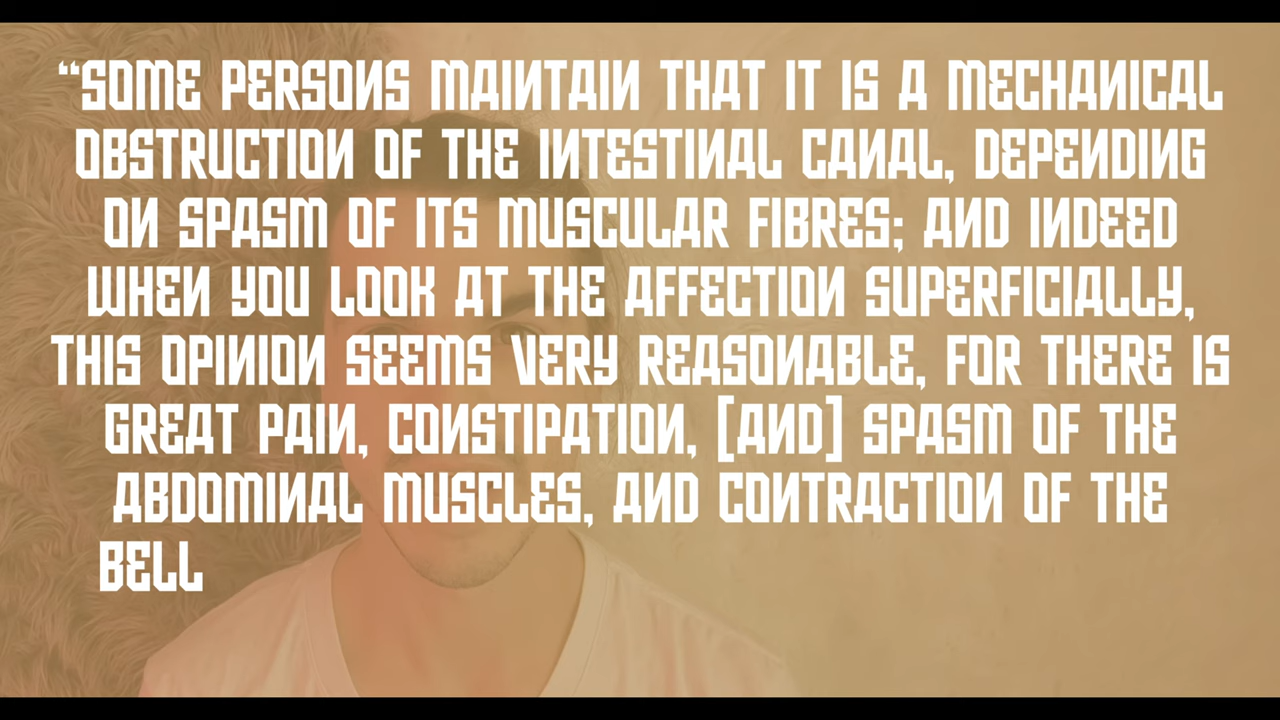 “SOME PERSONS MAINTAIN THAT IT IS A MECHANICAL
OBSTRUCTION OF THE INTESTINAL CANAL, DEPENDING
ON SPASM OF ITS MUSCULAR FIBRES; AND INDEED
WHEN YOU LOOK AT THE AFFECTION SUPERFICIALLY,
THIS OPINION SEEMS VERY REASONABLE, FOR THERE IS
GREAT PAIN, CONSTIPATION, [AND] SPASM OF THE
ABDOMINAL MUSCLES, AND CONTRACTION OF THE
BELL